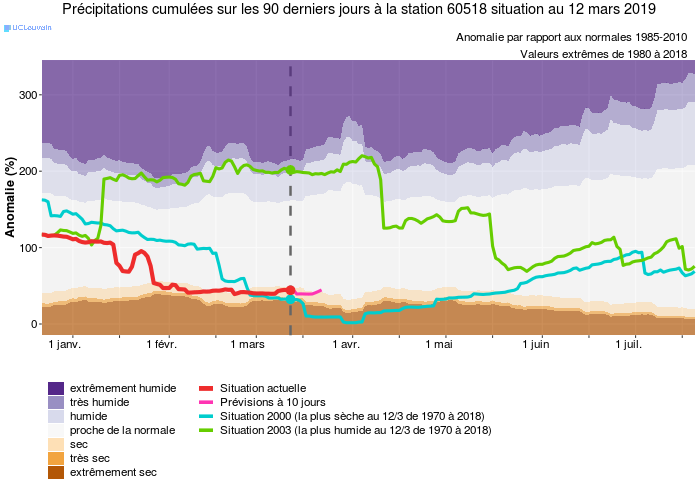 Précipitations cumulées sur les 90 derniers jours à la station 60518 situation au 12 mars 2019
UCLouvain
Anomalie par rapport aux normales 1985-2010
Valeurs extrêmes de 1980 à 2018
Anomalie (%)
300
200
100
0
1 janv.
1 févr.
1 mars
1 avr.
1 mai
1 juin
1 juil.
extrêmement humide
très humide
humide
proche de la normale
sec
très sec
extrêmement sec
Situation actuelle
Prévisions à 10 jours
Situation 2000 (la plus sèche au 12/3 de 1970 à 2018)
Situation 2003 (la plus humide au 12/3 de 1970 à 2018)